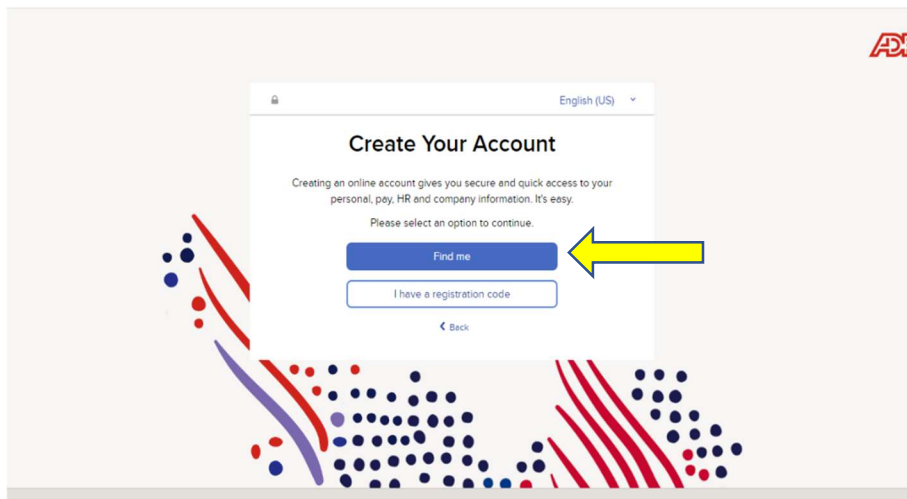 ADP
English (US)
Create Your Account
Creating an online account gives you secure and quick access to your
personal, pay, HR and company information. It's easy.
Please select an option to continue.
Find me
I have a registration code
Back